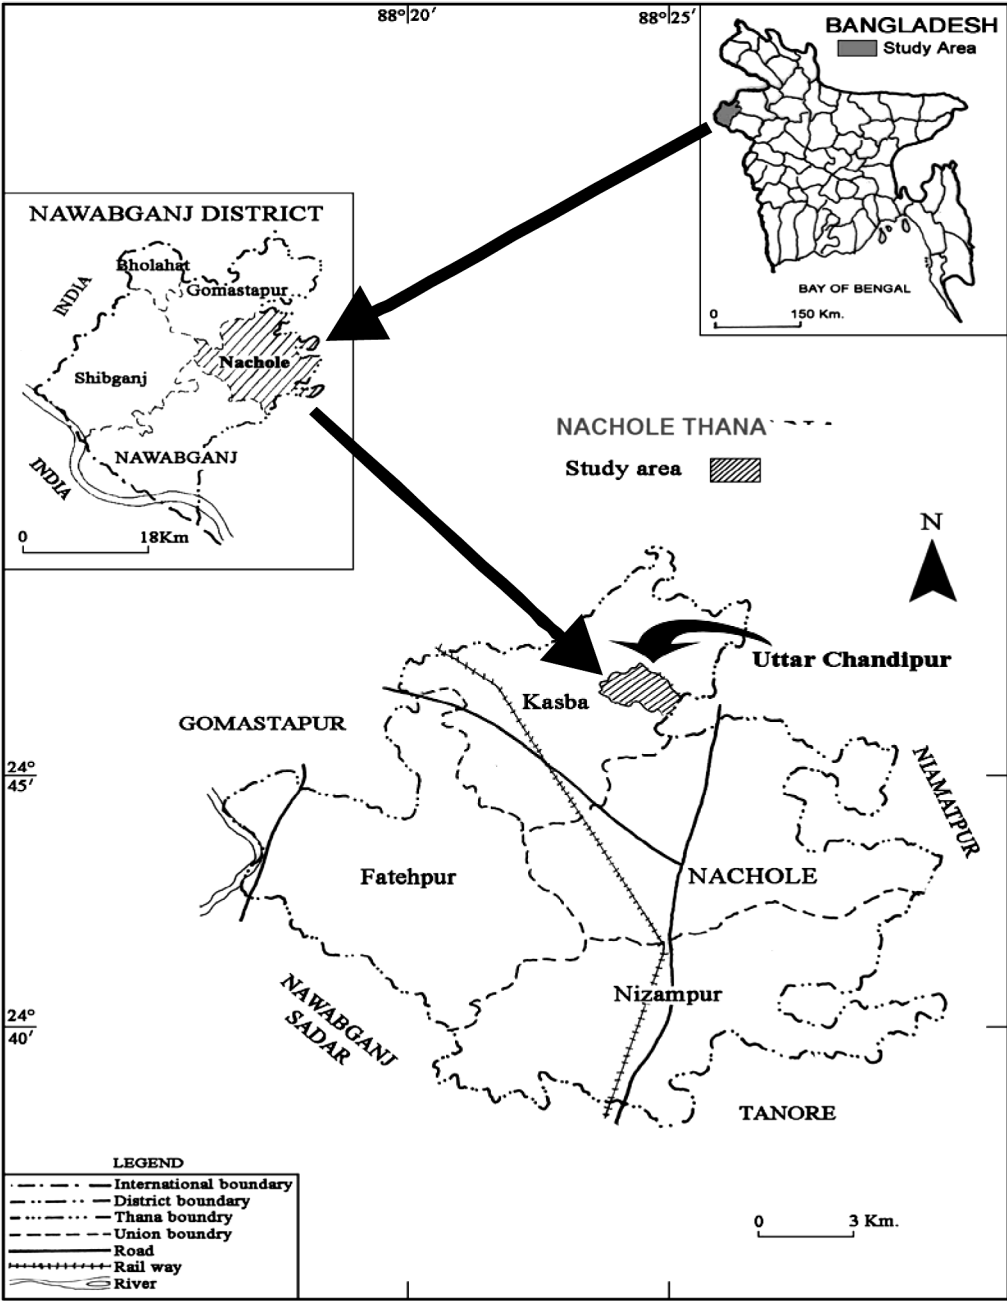 88°20′
88°25′
BANGLADESH
Study Area
BAY OF BENGAL
0 150 Km.
NAWABGANJ DISTRICT
Bholahat
Gomastapur
INDIA
Nachole
Shibganj
NAWABGANJ
INDIA
0 18Km
NACHOLE THANA
Study area
N
Uttar Chandipur
Kasba
GOMASTAPUR
24°
45′
NIAMATPUR
Fatehpur
NACHOLE
Nizampur
NAWABGANJ
SADAR
24°
40′
TANORE
LEGEND
International boundary
District boundary
Thana boundry
Union boundry
Road
Rail way
River
0 3 Km.